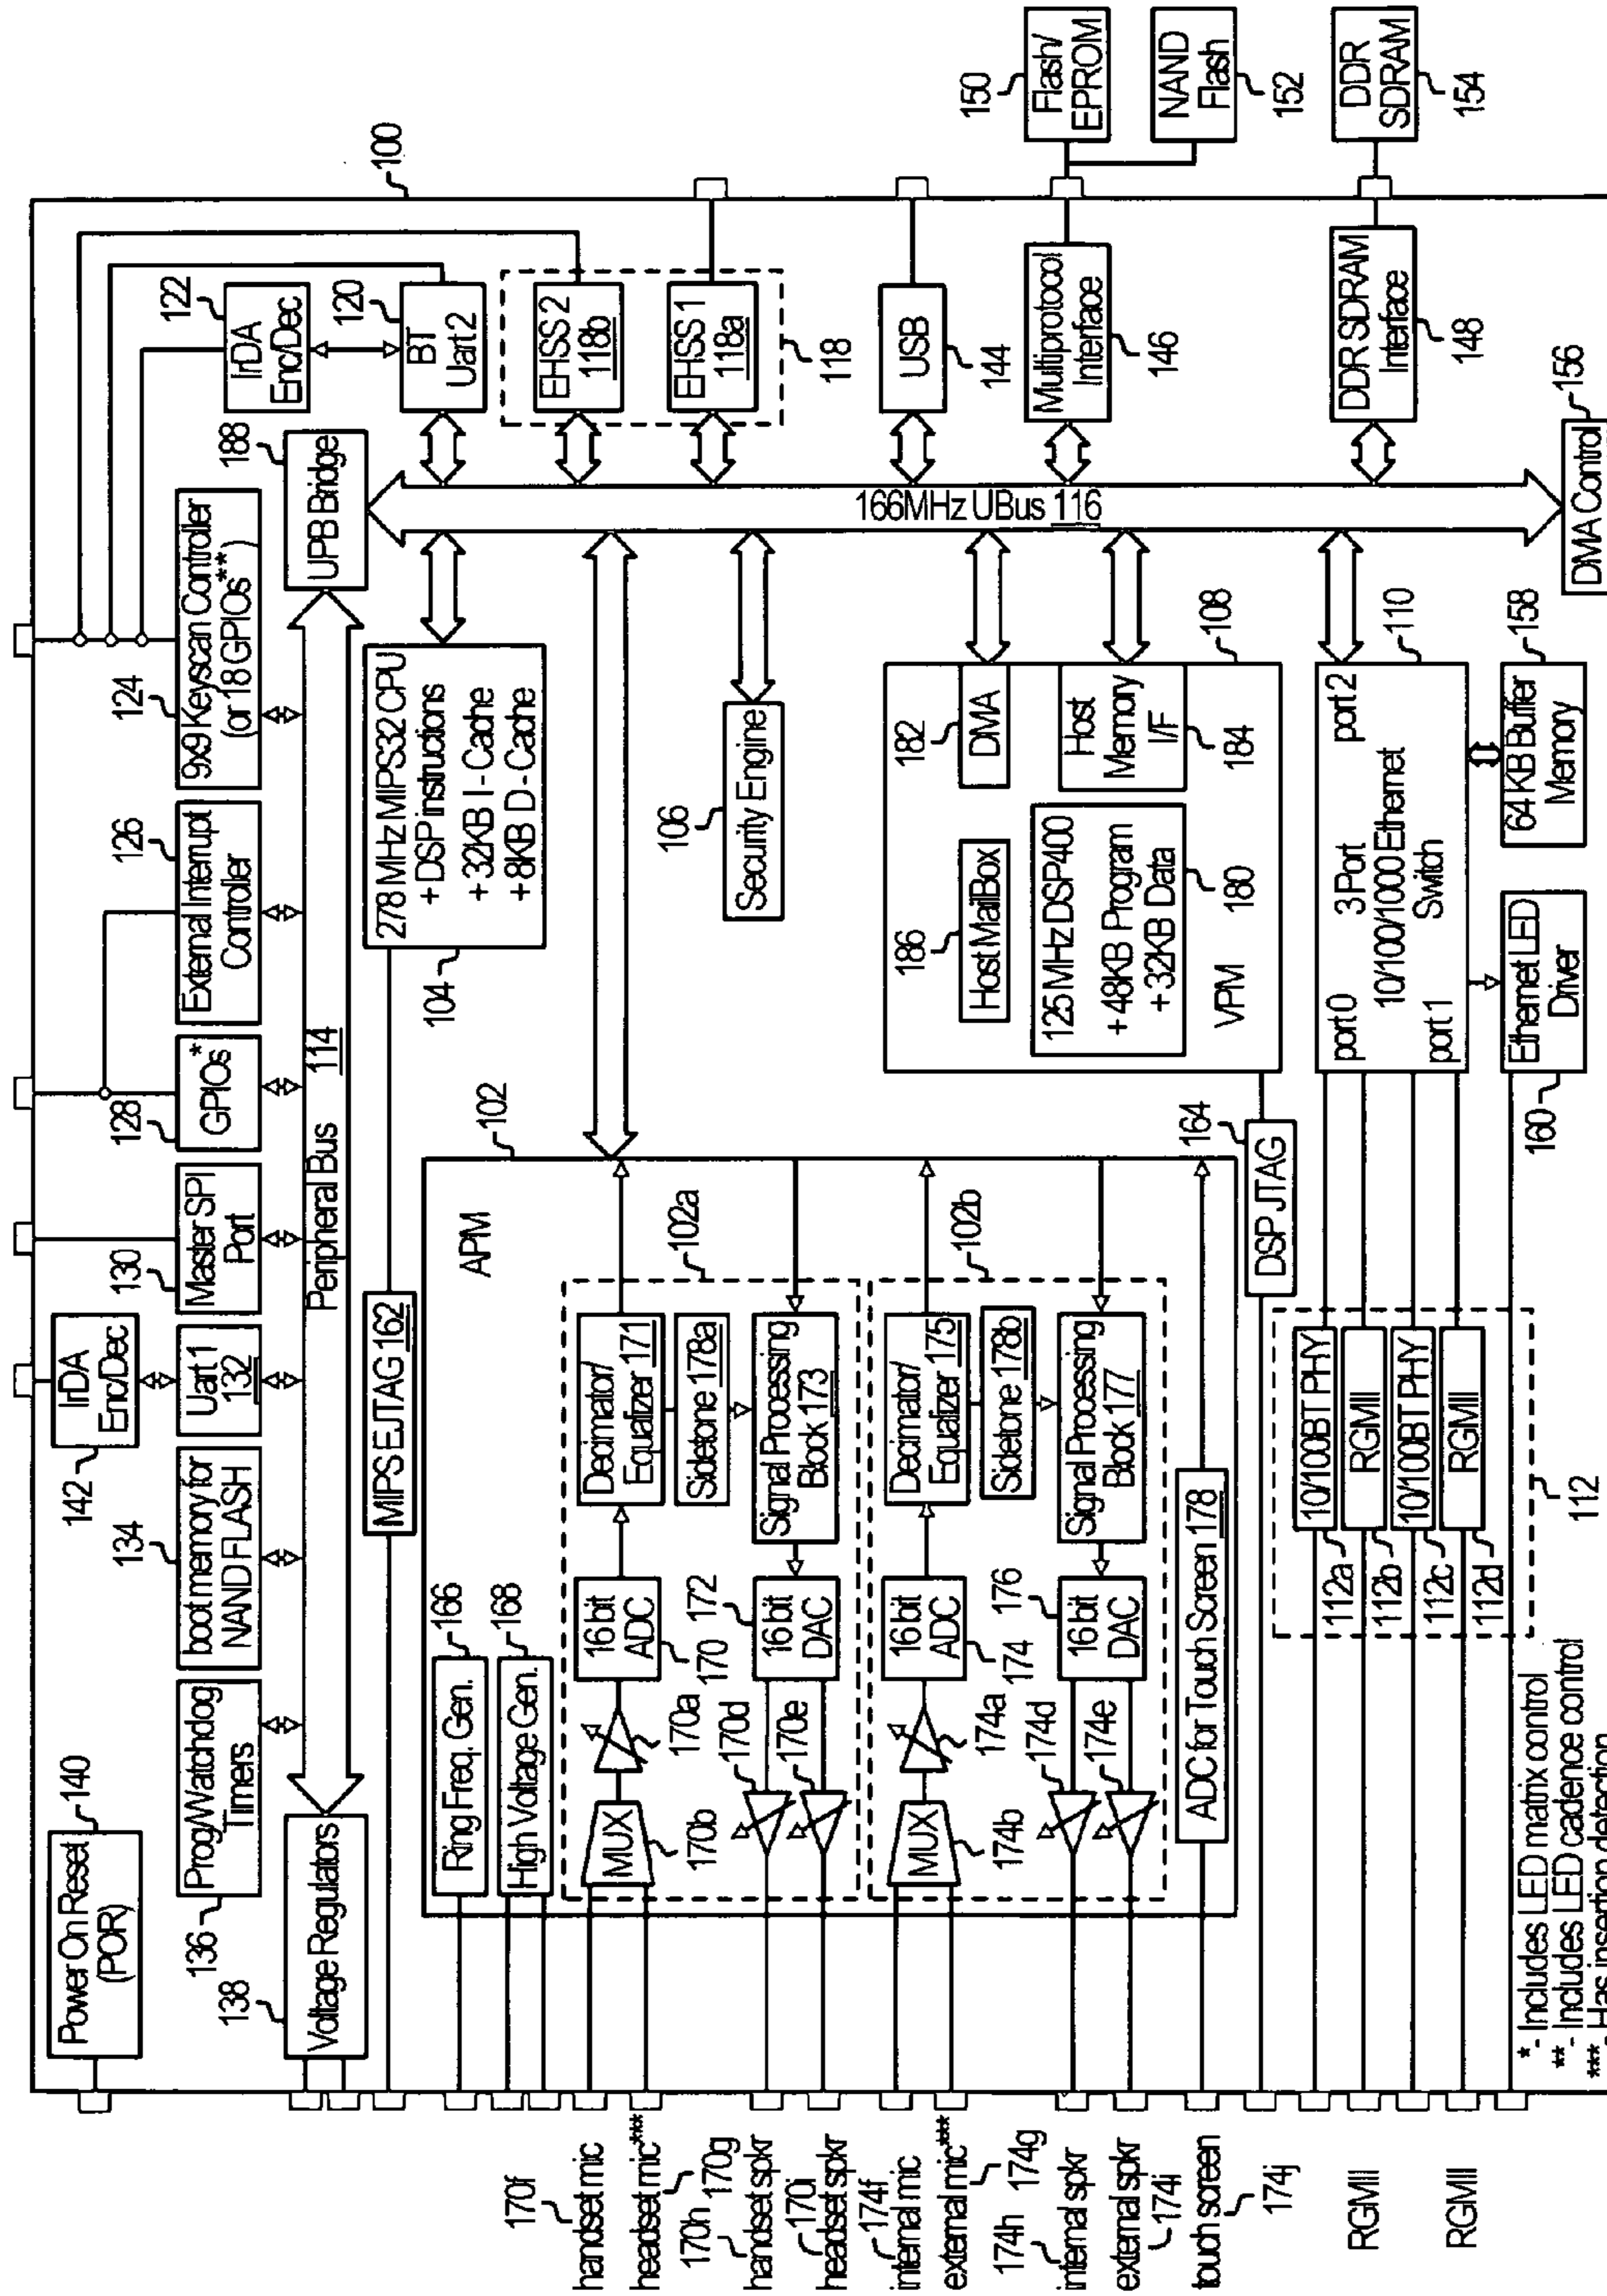 Power On Reset
(POR)
140
138
Voltage Regulators
136
Prog/Watchdog
Timers
134
boot memory for
NAND FLASH
142
IrDA
Enc/Dec
Uart 1
132
130
Master SPI
Port
128
GPIOs*
126
External Interrupt
Controller
124
9x9 Keyscan Controller
(or 18 GPIOs**)
Peripheral Bus 114
188
UPB Bridge
122
IrDA
Enc/Dec
120
BT
Uart 2
100
EHSS 2
118b
EHSS 1
118a
118
USB
144
Multiprotocol
Interface
146
DDR SDRAM
Interface
148
150
Flash/
EPROM
NAND
Flash
152
DDR
SDRAM
154
166MHz UBus 116
DMA Control
156
MIPS EJTAG 162
278 MHz MIPS32 CPU
+ DSP instructions
+ 32KB I - Cache
+ 8KB D - Cache
104
106
Security Engine
APM
102
Ring Freq. Gen.
166
High Voltage Gen.
168
102a
MUX
170b
170a
16 bit
ADC
170
Decimator/
Equalizer 171
Sidetone 178a
Signal Processing
Block 173
172
16 bit
DAC
170d
170e
102b
MUX
174b
174a
16 bit
ADC
174
Decimator/
Equalizer 175
Sidetone 178b
Signal Processing
Block 177
176
16 bit
DAC
174d
174e
ADC for Touch Screen 178
108
182
DMA
Host
Memory
I/F
184
186
Host MailBox
125 MHz DSP400
+ 48KB Program
+ 32KB Data
180
VPM
164
DSP JTAG
110
port 0
3 Port
10/100/1000 Ethernet
Switch
port 2
port 1
64 KB Buffer
Memory
158
Ethernet LED
Driver
160
10/100BT PHY
RGMII
10/100BT PHY
RGMII
112a
112b
112c
112d
112
170f
handset mic
headset mic***
170g
170h
handset spkr
170i
headset spkr
174f
internal mic
external mic***
174g
174h
internal spkr
external spkr
174i
touch screen
174j
RGMII
RGMII
* - Includes LED matrix control
** - Includes LED cadence control
*** - Has insertion detection